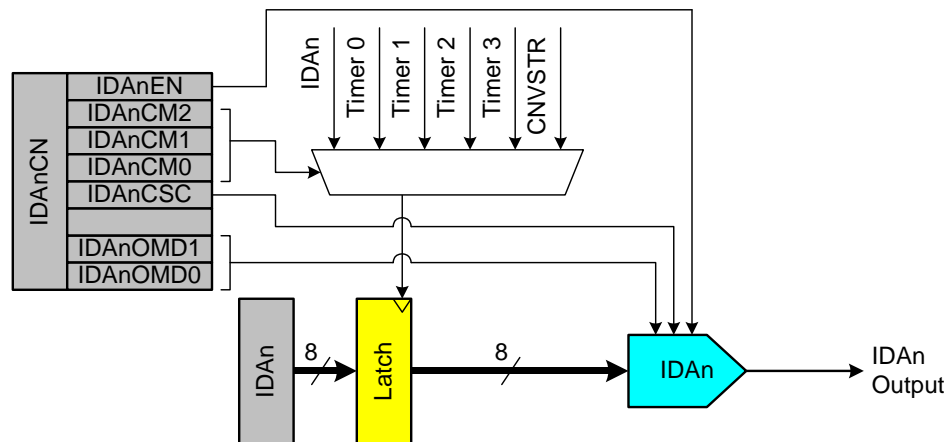 IDAnCN
IDAnEN
IDAnCM2
IDAnCM1
IDAnCM0
IDAnCSC
IDAnOMD1
IDAnOMD0
IDAn
Timer 0
Timer 1
Timer 2
Timer 3
CNVSTR
IDAn
8
Latch
8
IDAn
IDAn
Output